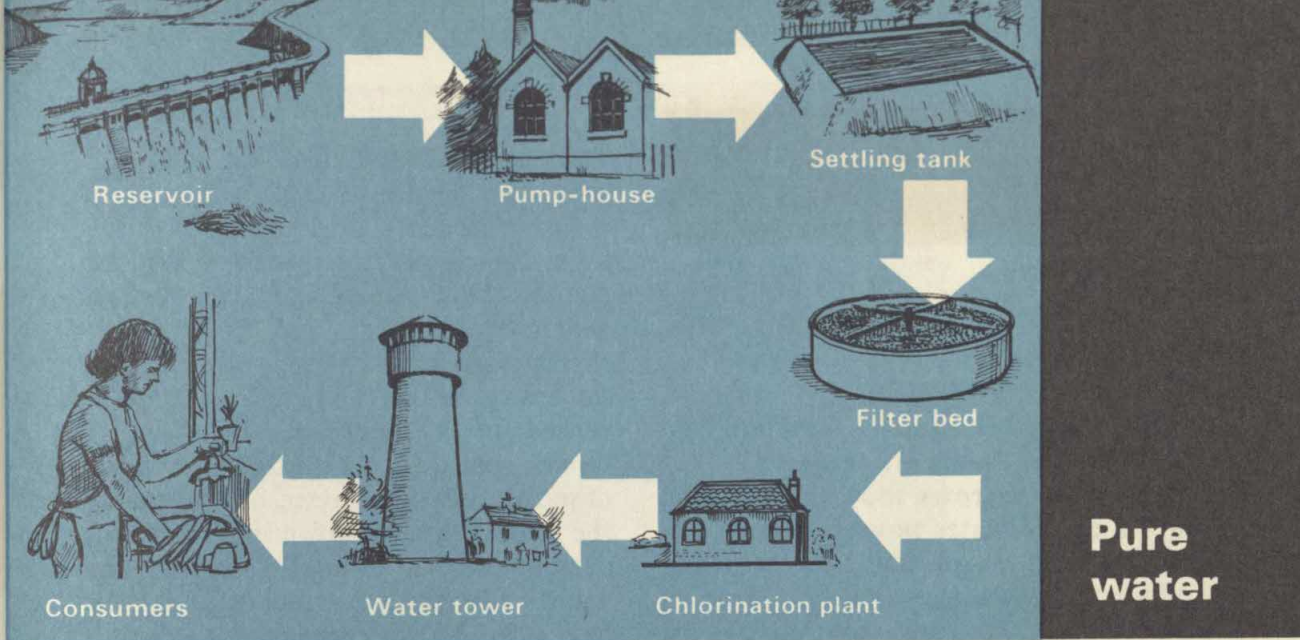 Reservoir
Pump-house
Settling tank
Filter bed
Consumers
Water tower
Chlorination plant
Pure
water